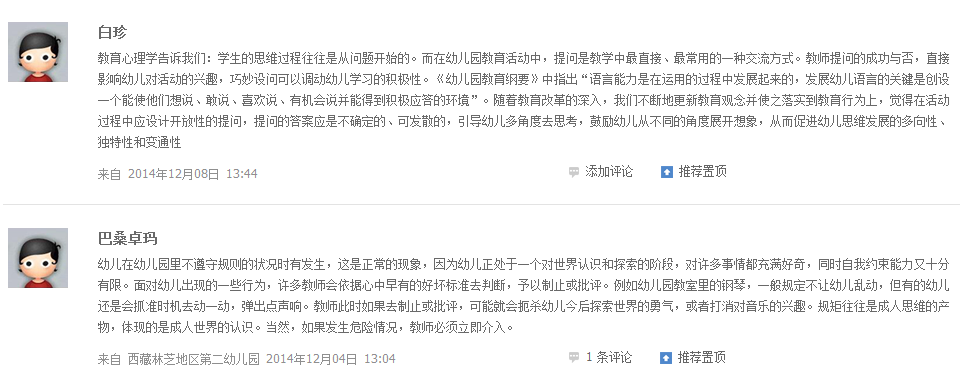 白珍
教育心理学告诉我们：学生的思维过程往往是从问题开始的。而在幼儿园教育活动中，提问是教学中最直接、最常用的一种交流方式。教师提问的成功与否，直接
影响幼儿对活动的兴趣，巧妙设问可以调动幼儿学习的积极性。《幼儿园教育纲要》中指出“语言能力是在运用的过程中发展起来的，发展幼儿语言的关键是创设
一个能使他们想说、敢说、喜欢说、有机会说并能得到积极应答的环境”。随着教育改革的深入，我们不断地更新教育观念并使之落实到教育行为上，觉得在活动
过程中应设计开放性的提问，提问的答案应是不确定的、可发散的，引导幼儿多角度去思考，鼓励幼儿从不同的角度展开想象，从而促进幼儿思维发展的多向性、
独特性和变通性
来自 2014年12月08日 13:44 添加评论 推荐置顶
巴桑卓玛
幼儿在幼儿园里不遵守规则的状况时有发生，这是正常的现象，因为幼儿正处于一个对世界认识和探索的阶段，对许多事情都充满好奇，同时自我约束能力又十分
有限。面对幼儿出现的一些行为，许多教师会依据心中早有的好坏标准去判断，予以制止或批评。例如幼儿园教室里的钢琴，一般规定不让幼儿乱动，但有的幼儿
还是会抓准时机去动一动，弹出点声响。教师此时如果去制止或批评，可能就会扼杀幼儿今后探索世界的勇气，或者打消对音乐的兴趣。规矩往往是成人思维的产
物，体现的是成人世界的认识。当然，如果发生危险情况，教师必须立即介入。
来自 西藏林芝地区第二幼儿园 2014年12月04日 13:04 1 条评论 推荐置顶